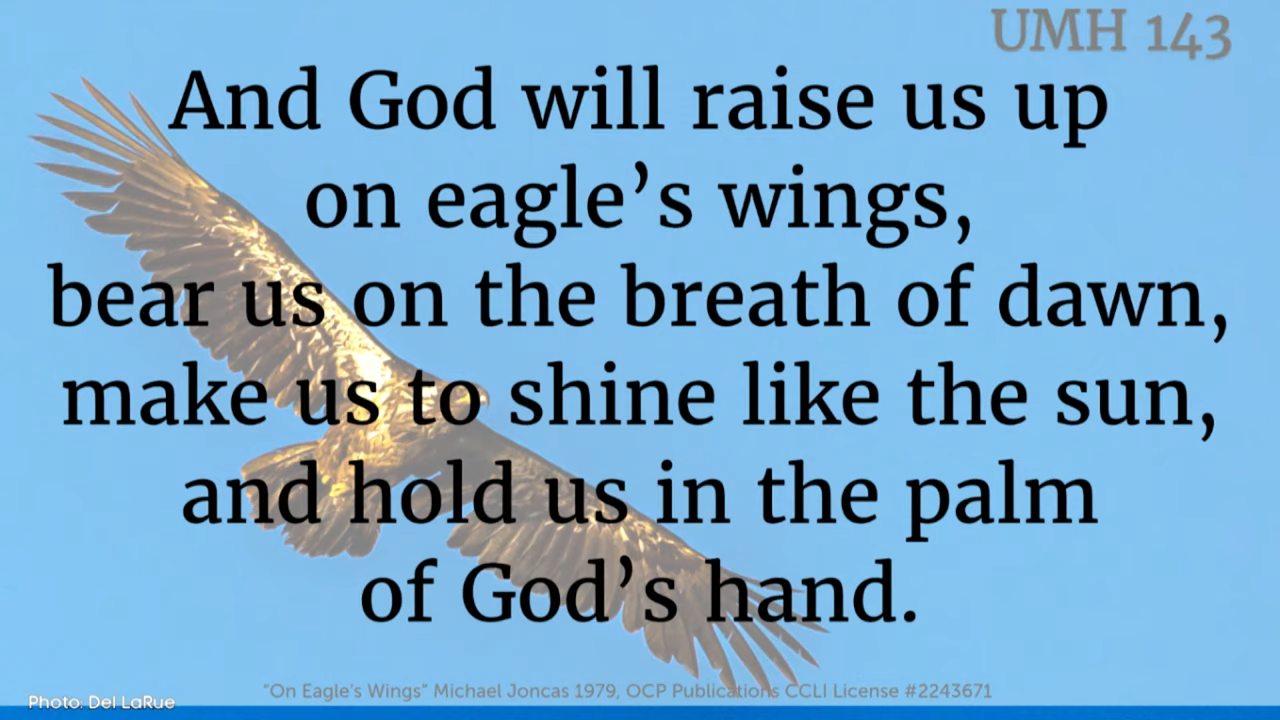 UMH 143
And God will raise us up
on eagle’s wings,
bear us on the breath of dawn,
make us to shine like the sun,
and hold us in the palm
of God’s hand.
"On Eagle's Wings" Michael Joncas 1979, OCP Publications CCLI License #2243671
Photo: Del LaRue